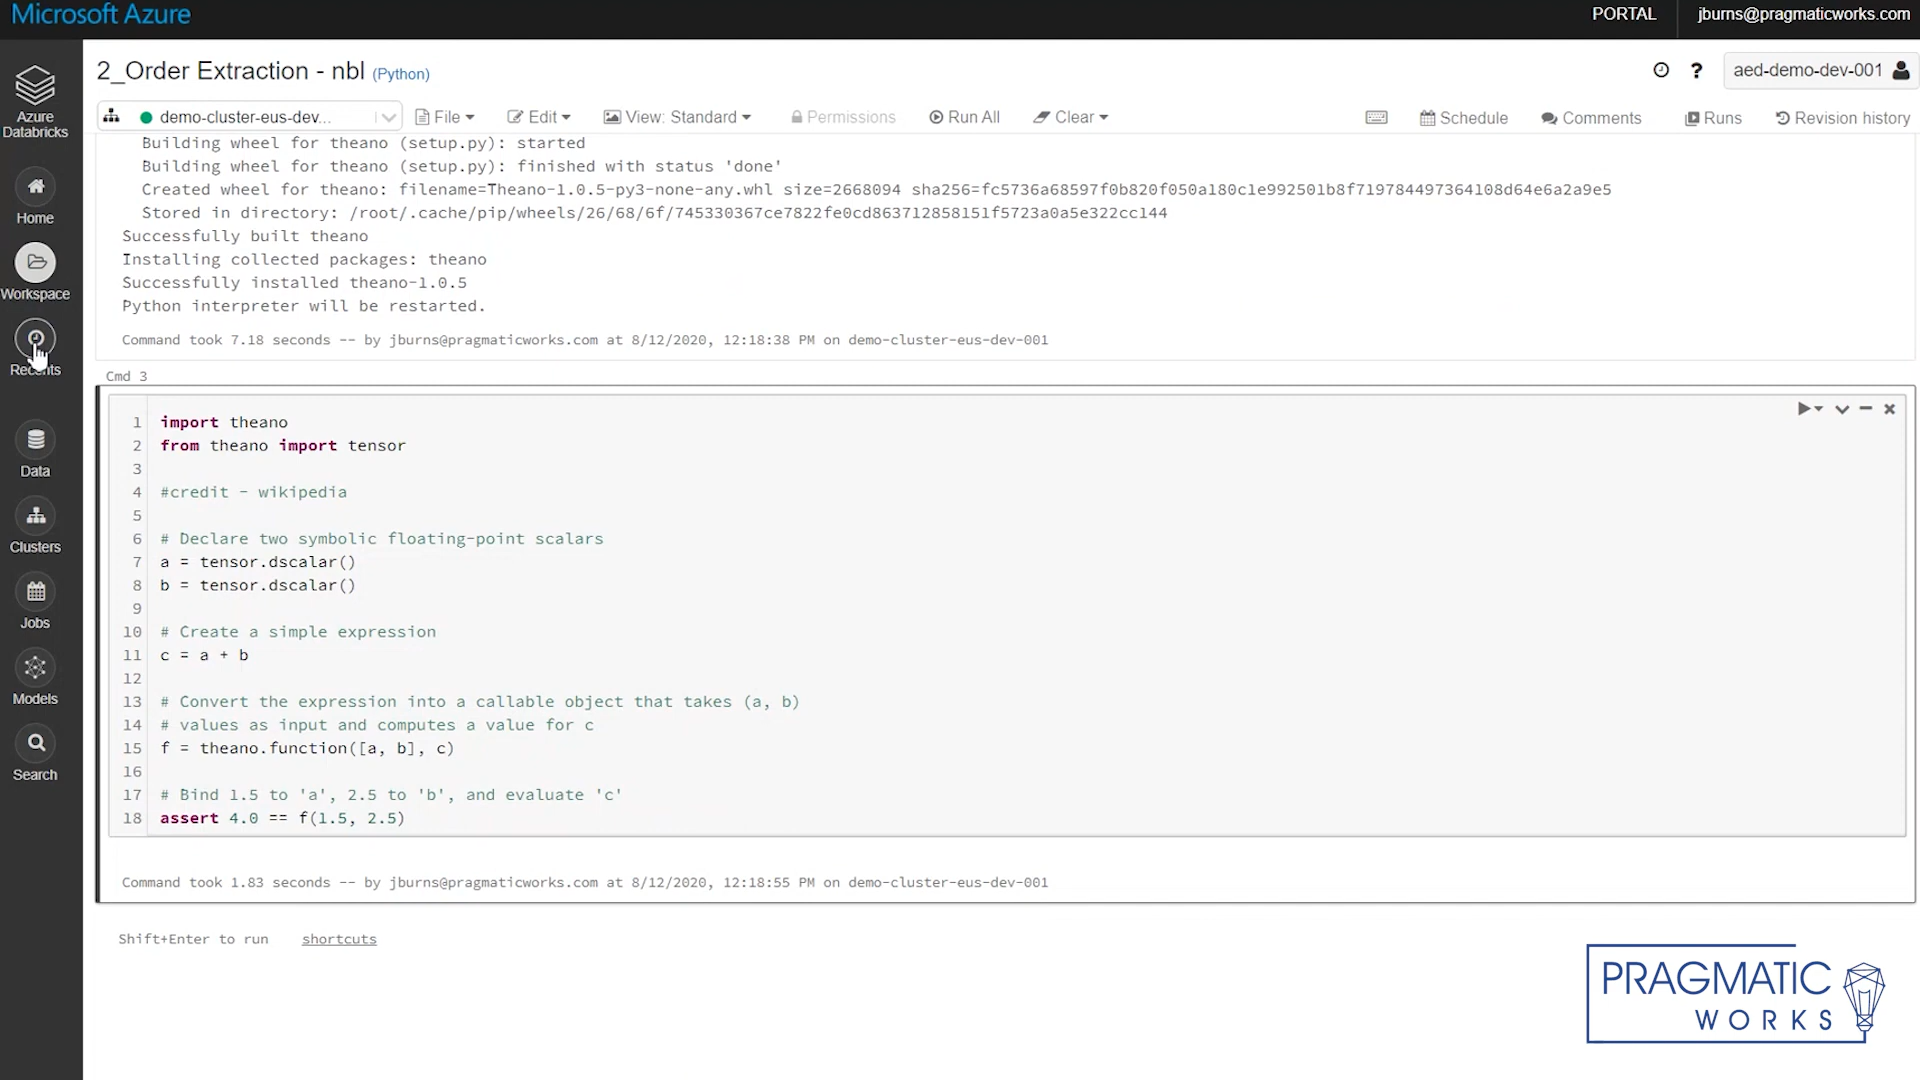 Microsoft Azure
PORTAL
jburns@pragmaticworks.com
2_Order Extraction - nbl (Python)
? aed-demo-dev-001
demo-cluster-eus-dev...
File
Edit
View: Standard
Permissions
Run All
Clear
Schedule
Comments
Runs
Revision history
Azure
Databricks
Home
Workspace
Recents
Data
Clusters
Jobs
Models
Search
Building wheel for theano (setup.py): started
Building wheel for theano (setup.py): finished with status 'done'
Created wheel for theano: filename=Theano-1.0.5-py3-none-any.whl size=2668094 sha256=fc5736a68597f0b820f050a180c1e992501b8f719784497364108d64e6a2a9e5
Stored in directory: /root/.cache/pip/wheels/26/68/6f/745330367ce7822fe0cd863712858151f5723a0a5e322cc144
Successfully built theano
Installing collected packages: theano
Successfully installed theano-1.0.5
Python interpreter will be restarted.
Command took 7.18 seconds -- by jburns@pragmaticworks.com at 8/12/2020, 12:18:38 PM on demo-cluster-eus-dev-001
Cmd 3
1 import theano
2 from theano import tensor
3
4 #credit - wikipedia
5
6 # Declare two symbolic floating-point scalars
7 a = tensor.dscalar()
8 b = tensor.dscalar()
9
10 # Create a simple expression
11 c = a + b
12
13 # Convert the expression into a callable object that takes (a, b)
14 # values as input and computes a value for c
15 f = theano.function([a, b], c)
16
17 # Bind 1.5 to 'a', 2.5 to 'b', and evaluate 'c'
18 assert 4.0 == f(1.5, 2.5)
Command took 1.83 seconds -- by jburns@pragmaticworks.com at 8/12/2020, 12:18:55 PM on demo-cluster-eus-dev-001
Shift+Enter to run shortcuts
PRAGMATIC
WORKS